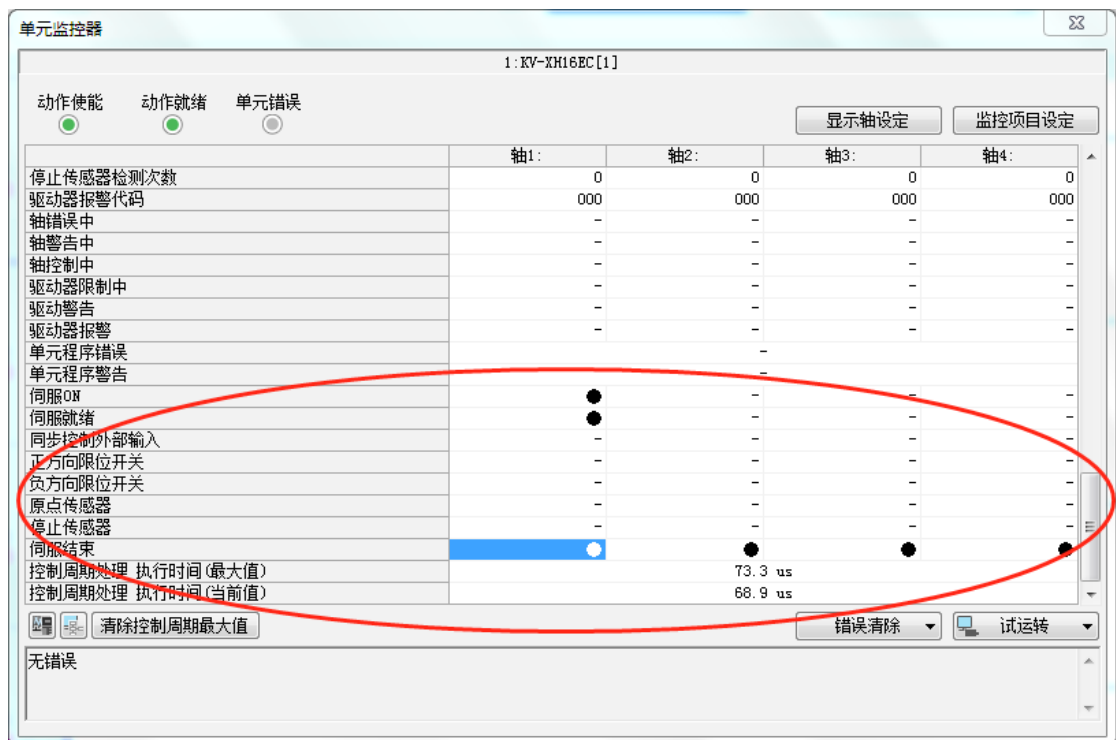 单元监控器
1:KV-XH16EC[1]
动作使能 动作就绪 单元错误
显示轴设定 监控项目设定
轴1: 轴2: 轴3: 轴4:
停止传感器检测次数 0 0 0 0
驱动器报警代码 000 000 000 000
轴错误中 - - - -
轴警告中 - - - -
轴控制中 - - - -
驱动器限制中 - - - -
驱动警告 - - - -
驱动器报警 - - - -
单元程序错误 -
单元程序警告 -
伺服ON ● - - -
伺服就绪 ● - - -
同步控制外部输入 - - - -
正方向限位开关 - - - -
负方向限位开关 - - - -
原点传感器 - - - -
停止传感器 - - - -
伺服结束 ● ● ● ●
控制周期处理 执行时间(最大值) 73.3 us
控制周期处理 执行时间(当前值) 68.9 us
清除控制周期最大值 错误清除 试运转
无错误